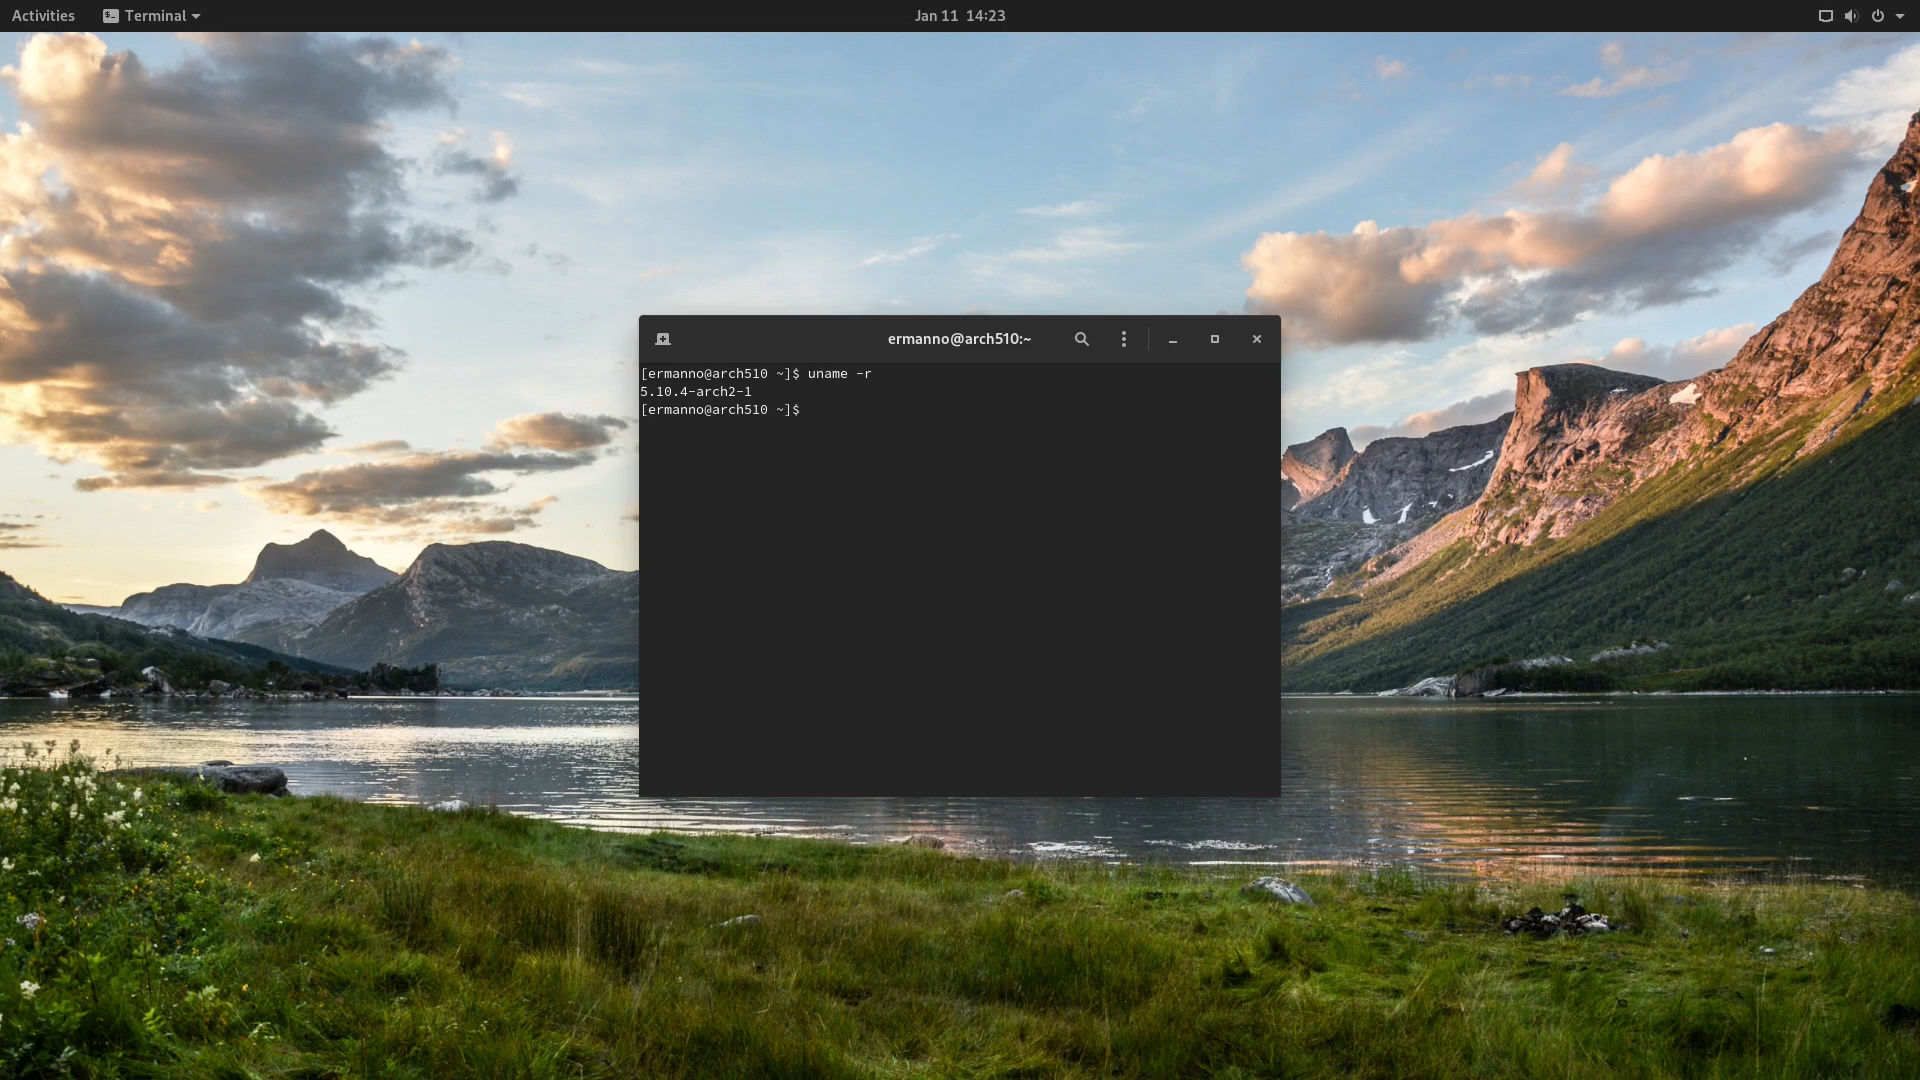 Activities Terminal Jan 11 14:23
ermanno@arch510:~
[ermanno@arch510 ~]$ uname -r
5.10.4-arch2-1
[ermanno@arch510 ~]$